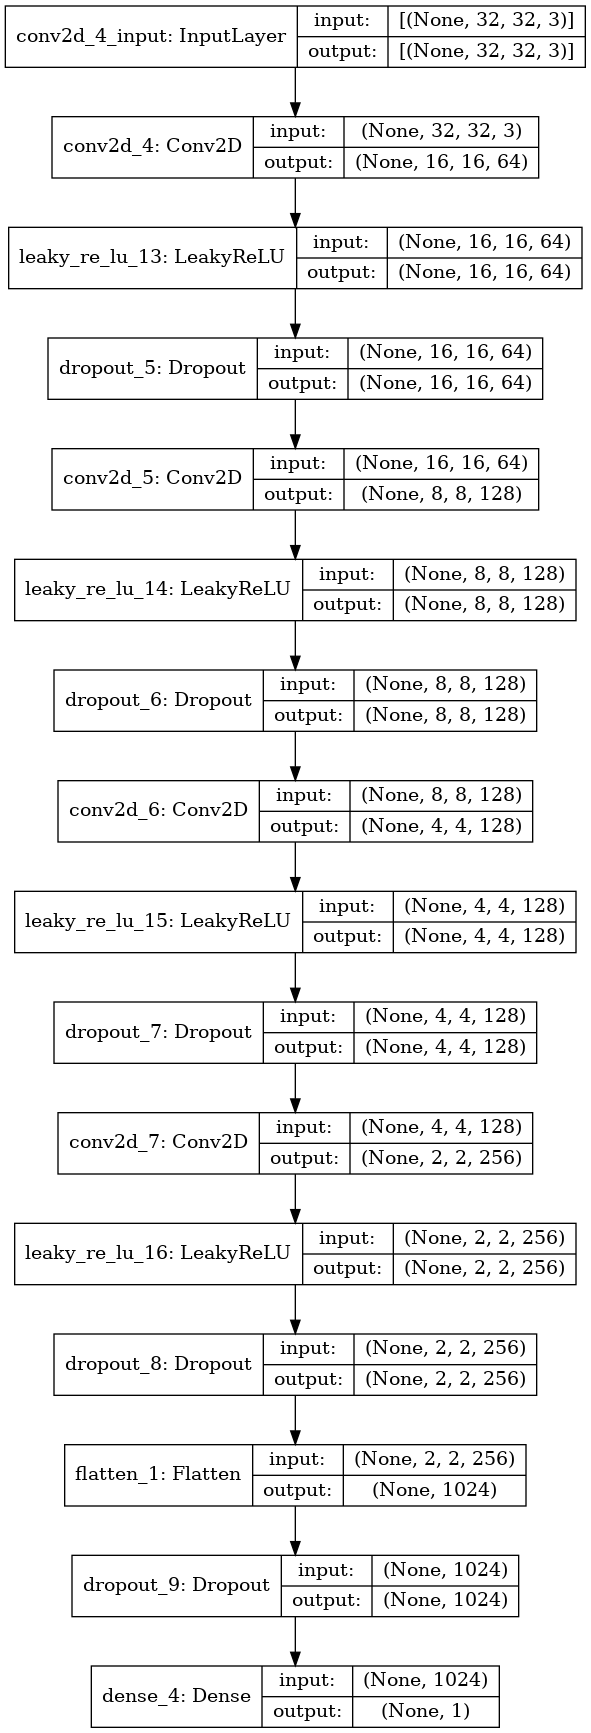 conv2d_4_input: InputLayer
input:
[(None, 32, 32, 3)]
output:
[(None, 32, 32, 3)]
conv2d_4: Conv2D
input:
(None, 32, 32, 3)
output:
(None, 16, 16, 64)
leaky_re_lu_13: LeakyReLU
input:
(None, 16, 16, 64)
output:
(None, 16, 16, 64)
dropout_5: Dropout
input:
(None, 16, 16, 64)
output:
(None, 16, 16, 64)
conv2d_5: Conv2D
input:
(None, 16, 16, 64)
output:
(None, 8, 8, 128)
leaky_re_lu_14: LeakyReLU
input:
(None, 8, 8, 128)
output:
(None, 8, 8, 128)
dropout_6: Dropout
input:
(None, 8, 8, 128)
output:
(None, 8, 8, 128)
conv2d_6: Conv2D
input:
(None, 8, 8, 128)
output:
(None, 4, 4, 128)
leaky_re_lu_15: LeakyReLU
input:
(None, 4, 4, 128)
output:
(None, 4, 4, 128)
dropout_7: Dropout
input:
(None, 4, 4, 128)
output:
(None, 4, 4, 128)
conv2d_7: Conv2D
input:
(None, 4, 4, 128)
output:
(None, 2, 2, 256)
leaky_re_lu_16: LeakyReLU
input:
(None, 2, 2, 256)
output:
(None, 2, 2, 256)
dropout_8: Dropout
input:
(None, 2, 2, 256)
output:
(None, 2, 2, 256)
flatten_1: Flatten
input:
(None, 2, 2, 256)
output:
(None, 1024)
dropout_9: Dropout
input:
(None, 1024)
output:
(None, 1024)
dense_4: Dense
input:
(None, 1024)
output:
(None, 1)